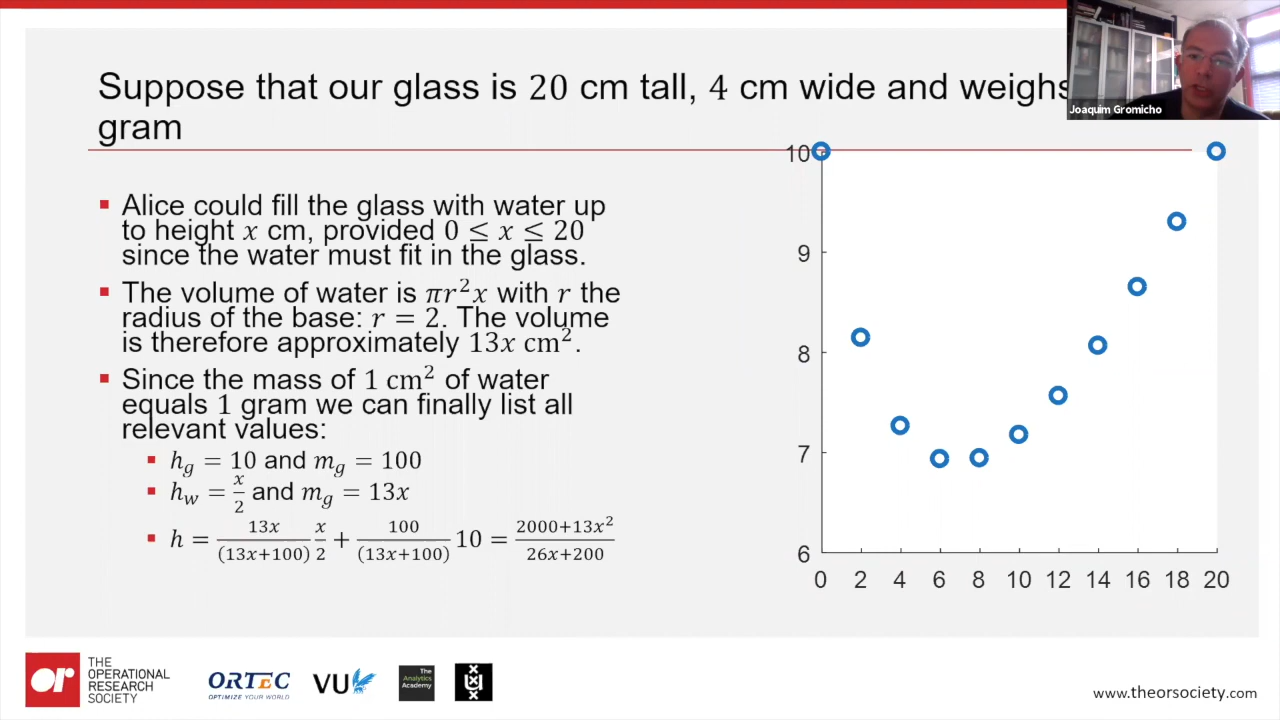 Suppose that our glass is 20 cm tall, 4 cm wide and weighs
gram
Joaquim Gromicho
▪ Alice could fill the glass with water up
to height x cm, provided 0 ≤ x ≤ 20
since the water must fit in the glass.
▪ The volume of water is πr²x with r the
radius of the base: r = 2. The volume
is therefore approximately 13x cm².
▪ Since the mass of 1 cm² of water
equals 1 gram we can finally list all
relevant values:
▪ h_g = 10 and m_g = 100
▪ h_w = x/2 and m_g = 13x
▪ h = 13x/(13x+100) x/2 + 100/(13x+100) 10 = (2000+13x²)/(26x+200)
10
9
8
7
6
0 2 4 6 8 10 12 14 16 18 20
or
THE
OPERATIONAL
RESEARCH
SOCIETY
ORTEC
OPTIMIZE YOUR WORLD
VU
The
Analytics
Academy
www.theorsociety.com